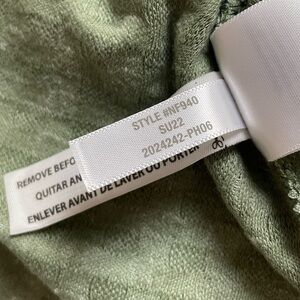 STYLE #NF940
SU22
2024242-PH06
REMOVE BEFO
QUITAR AN
ENLEVER AVANT DE LAVER OU PORTER